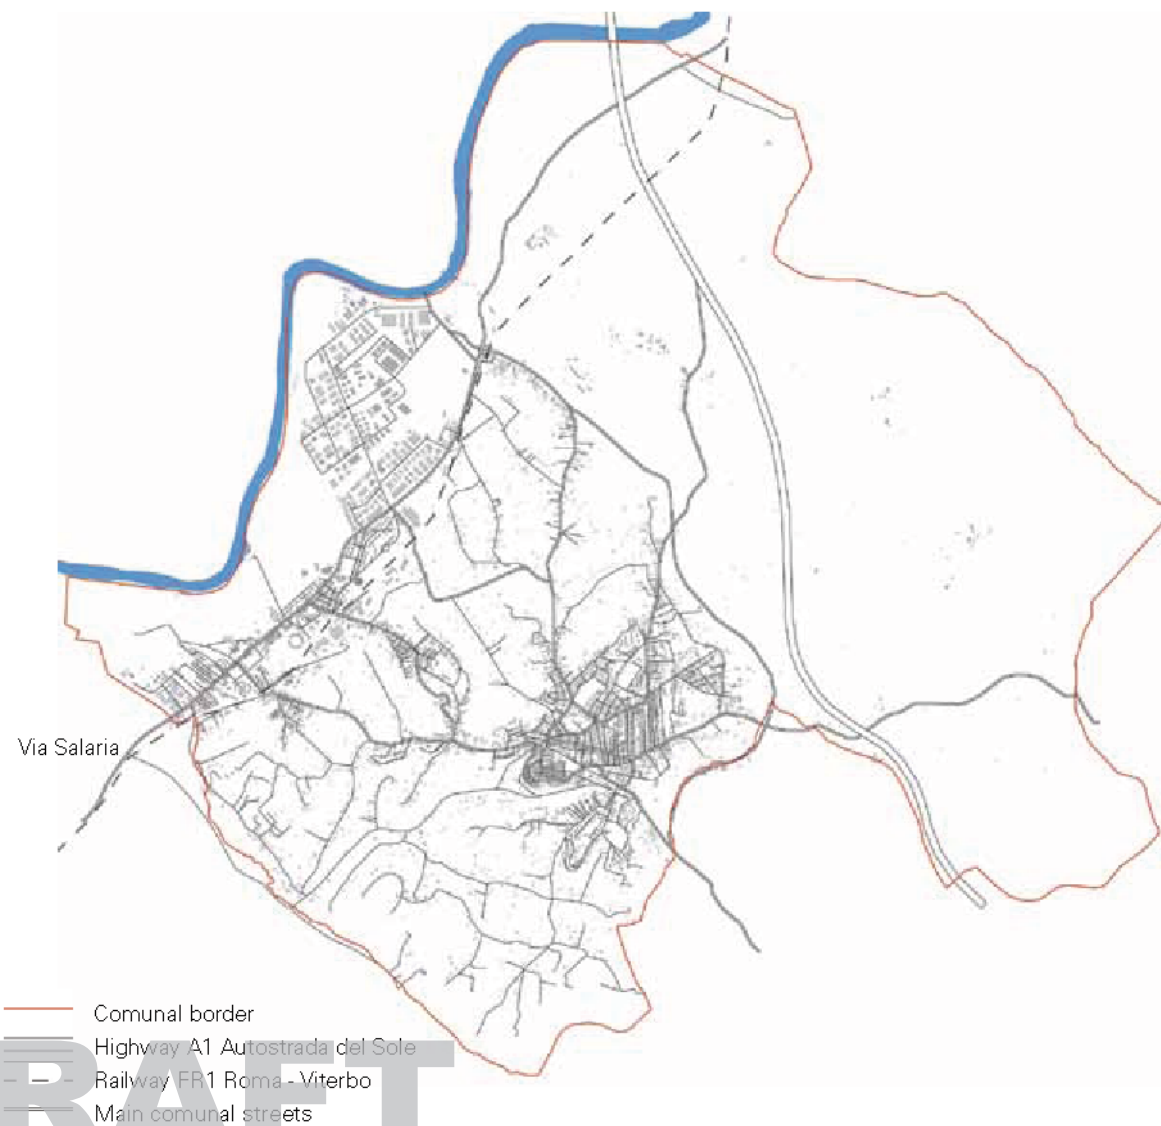 Via Salaria
Comunal border
Highway A1 Autostrada del Sole
Railway FR1 Roma - Viterbo
Main comunal streets
RAFT